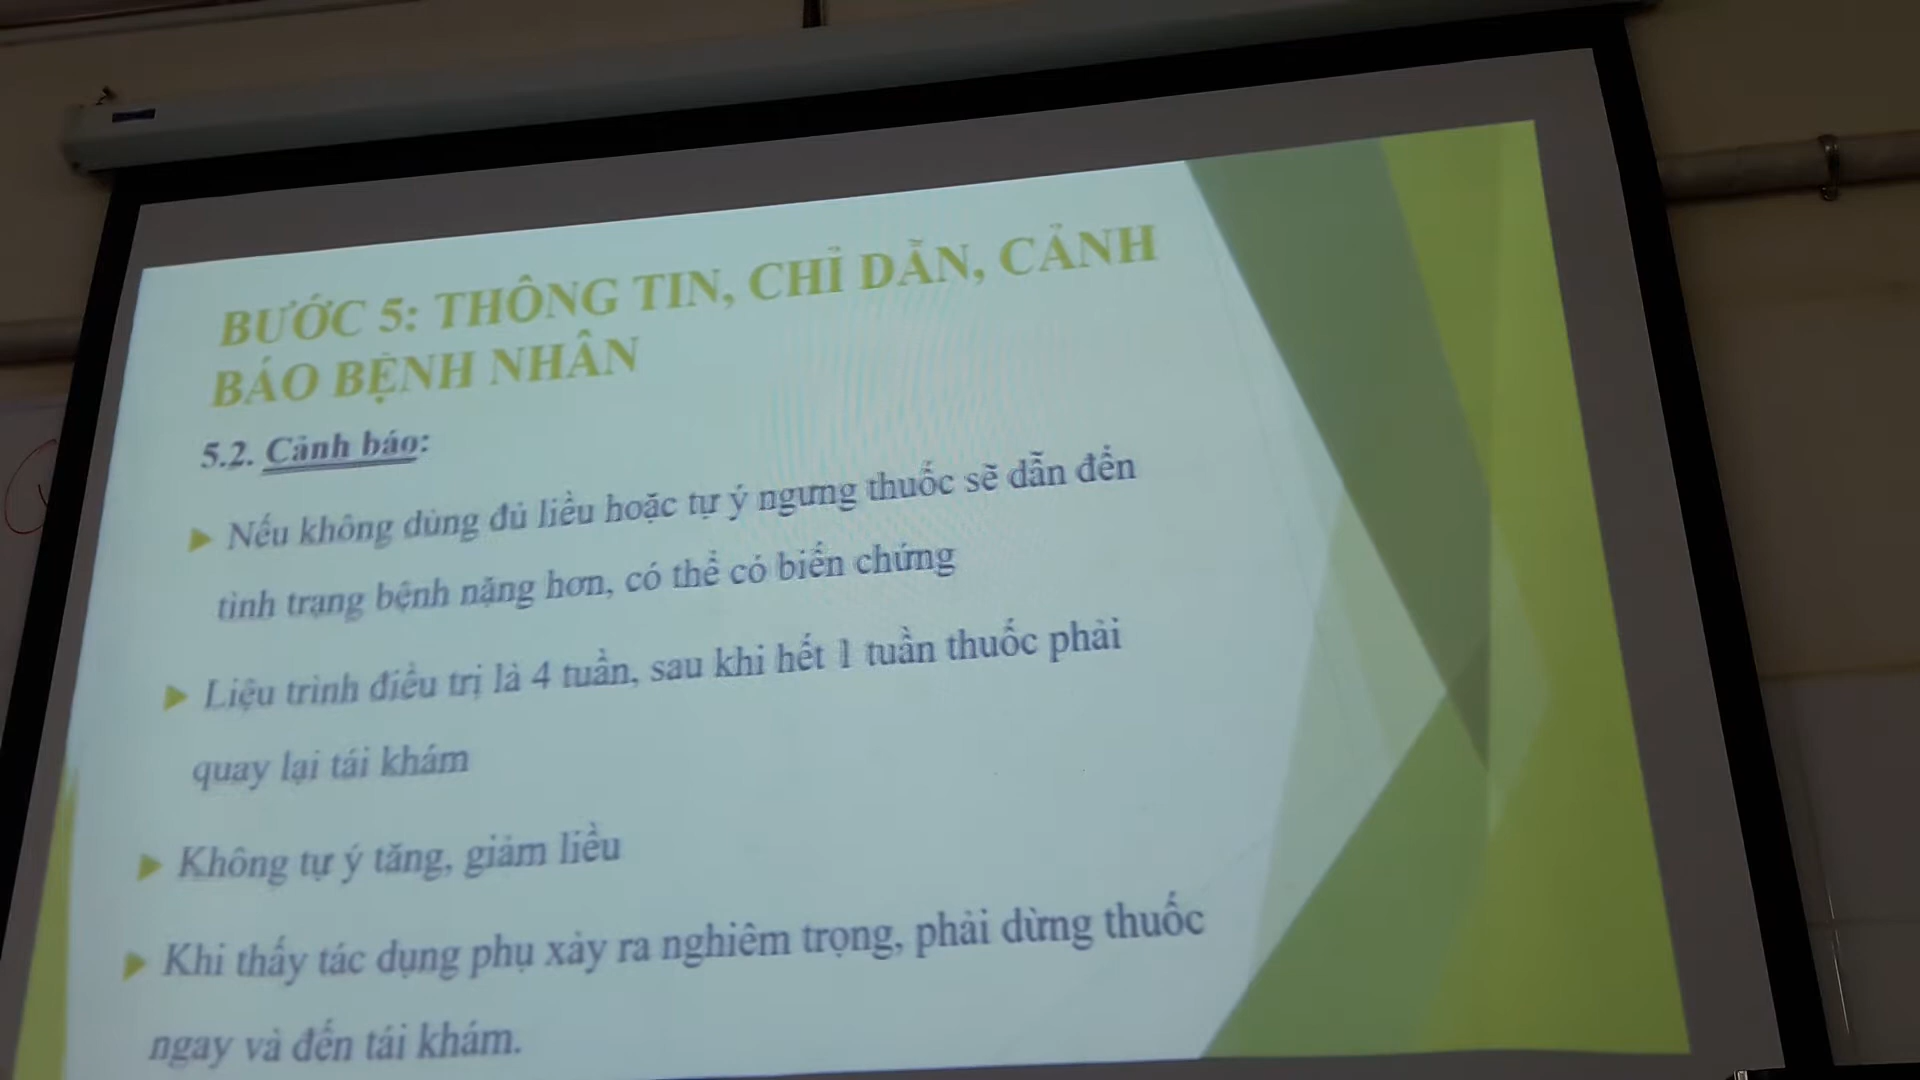 BƯỚC 5: THÔNG TIN, CHỈ DẪN, CẢNH
BÁO BỆNH NHÂN
5.2. Cảnh báo:
Nếu không dùng đủ liều hoặc tự ý ngưng thuốc sẽ dẫn đến
tình trạng bệnh nặng hơn, có thể có biến chứng
Liệu trình điều trị là 4 tuần, sau khi hết 1 tuần thuốc phải
quay lại tái khám
Không tự ý tăng, giảm liều
Khi thấy tác dụng phụ xảy ra nghiêm trọng, phải dừng thuốc
ngay và đến tái khám.